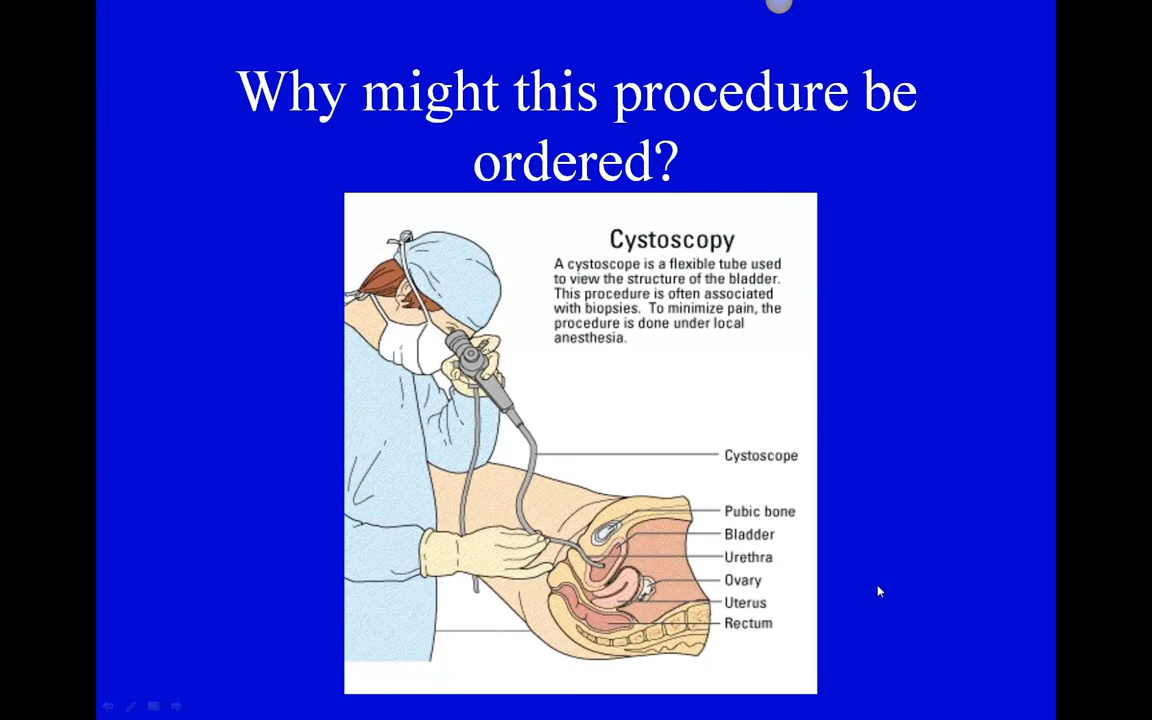 Why might this procedure be
ordered?
Cystoscopy
A cystoscope is a flexible tube used
to view the structure of the bladder.
This procedure is often associated
with biopsies. To minimize pain, the
procedure is done under local
anesthesia.
Cystoscope
Pubic bone
Bladder
Urethra
Ovary
Uterus
Rectum